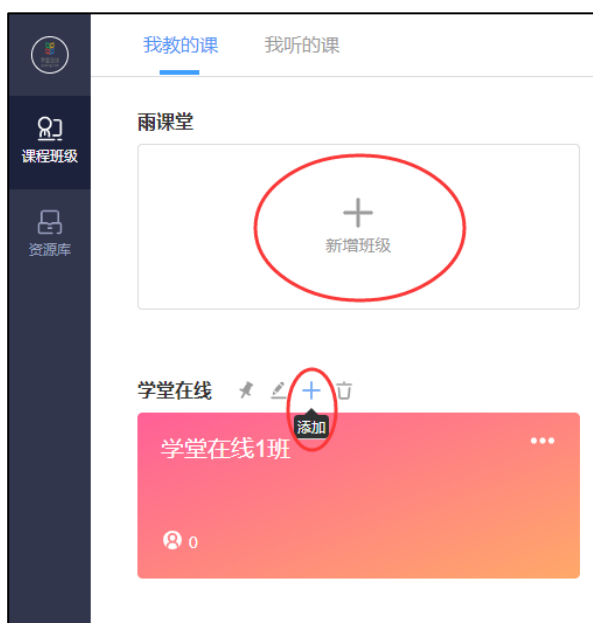 我教的课 我听的课
课程班级
资源库
雨课堂
新增班级
学堂在线
添加
学堂在线1班
0